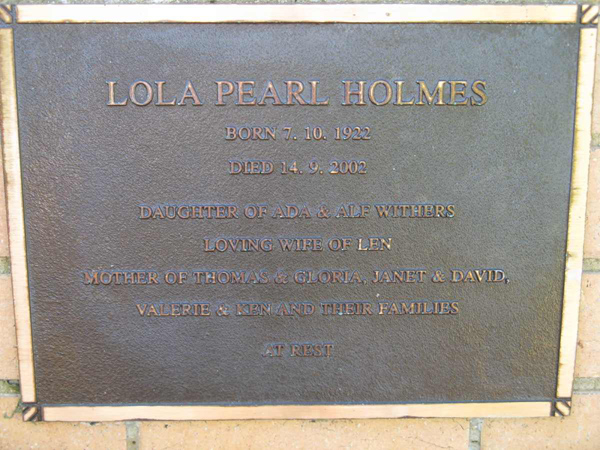 LOLA PEARL HOLMES
BORN 7. 10. 1922
DIED 14. 9. 2002
DAUGHTER OF ADA & ALF WITHERS
LOVING WIFE OF LEN
MOTHER OF THOMAS & GLORIA, JANET & DAVID,
VALERIE & KEN AND THEIR FAMILIES
AT REST